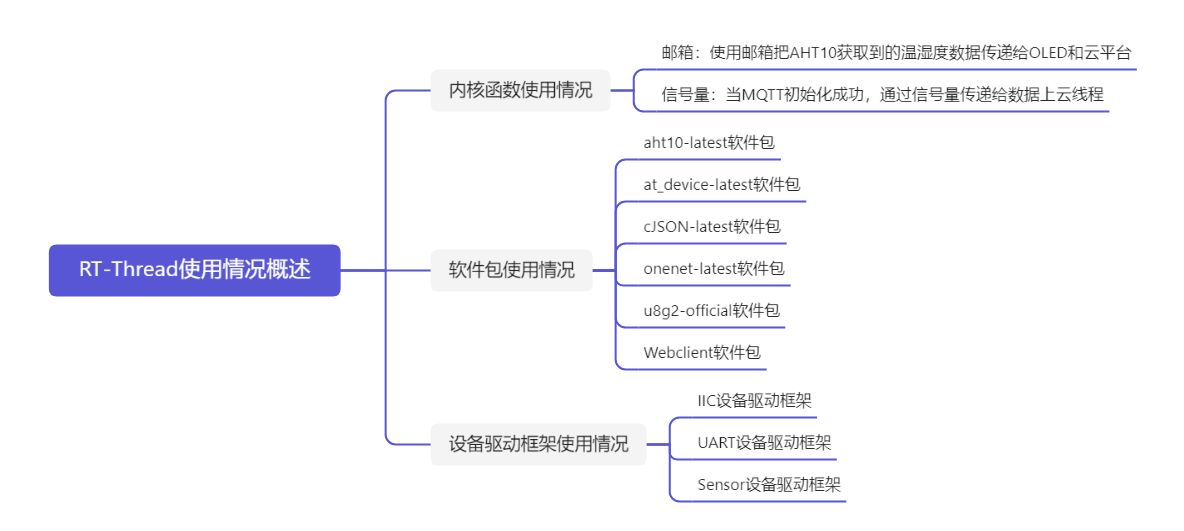 RT-Thread使用情况概述
内核函数使用情况
邮箱：使用邮箱把AHT10获取到的温湿度数据传递给OLED和云平台
信号量：当MQTT初始化成功，通过信号量传递给数据上云线程
软件包使用情况
aht10-latest软件包
at_device-latest软件包
cJSON-latest软件包
onenet-latest软件包
u8g2-official软件包
Webclient软件包
设备驱动框架使用情况
IIC设备驱动框架
UART设备驱动框架
Sensor设备驱动框架